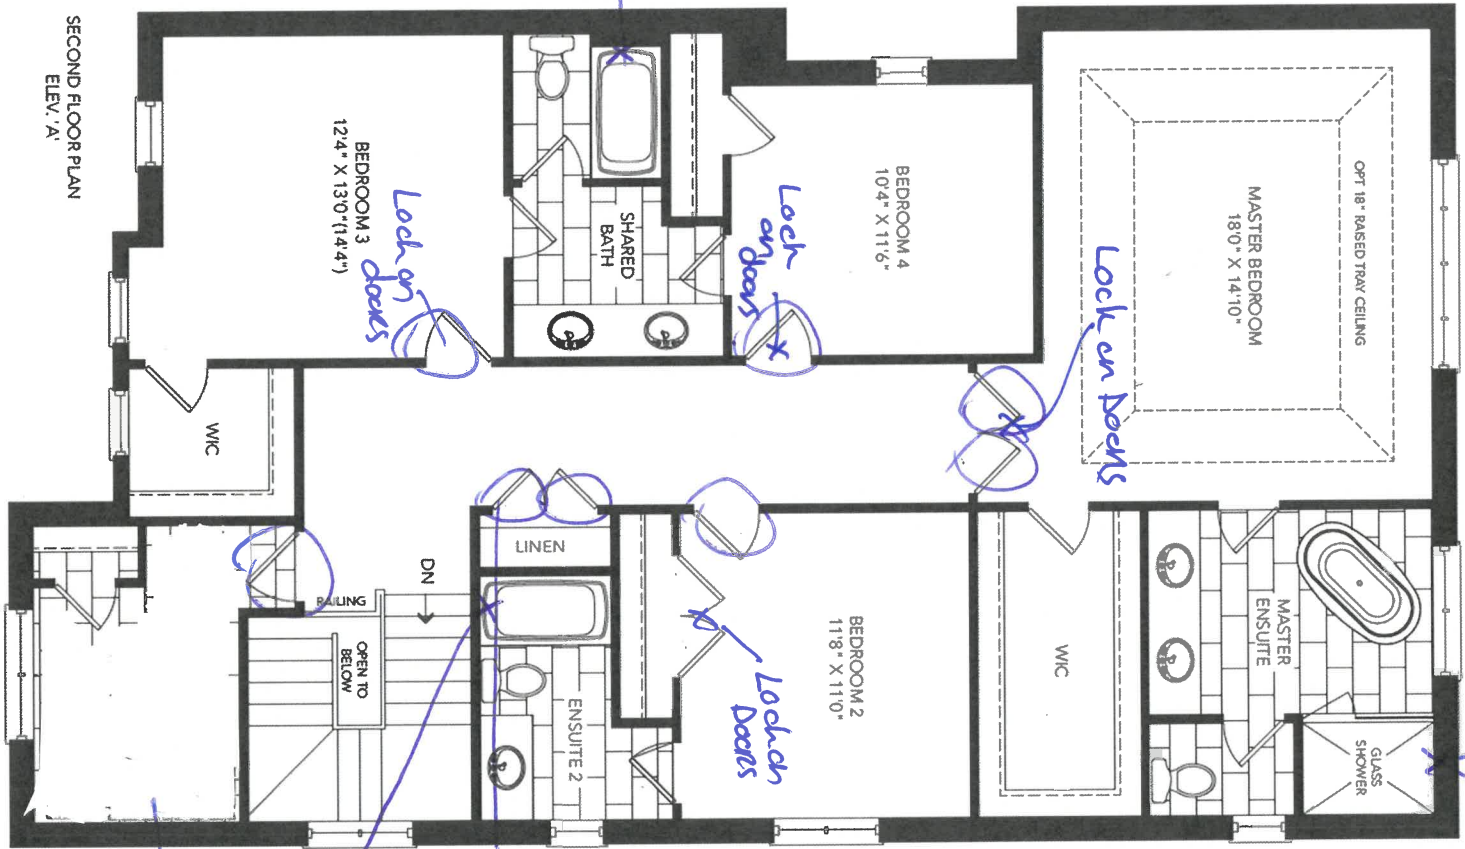 SECOND FLOOR PLAN
ELEV. 'A'
BEDROOM 3
12'4" X 13'0"(14'4")
Loch on
doors
SHARED
BATH
BEDROOM 4
10'4" X 11'6"
Loch
on
doors
OPT 18" RAISED TRAY CEILING
MASTER BEDROOM
18'0" X 14'10"
Lock on Doors
WIC
LINEN
DN
RAILING
OPEN TO
BELOW
ENSUITE 2
BEDROOM 2
11'8" X 11'0"
Loch on
Doors
WIC
MASTER
ENSUITE
GLASS
SHOWER